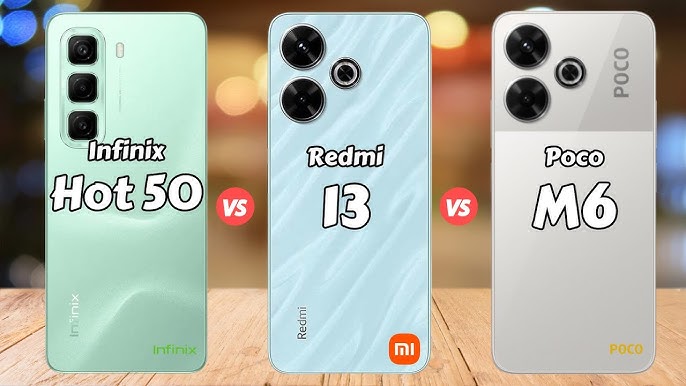 Infinix
Hot 50
VS
Redmi
13
VS
Poco
M6
POCO
Infinix
Infinix
Redmi
mi
POCO